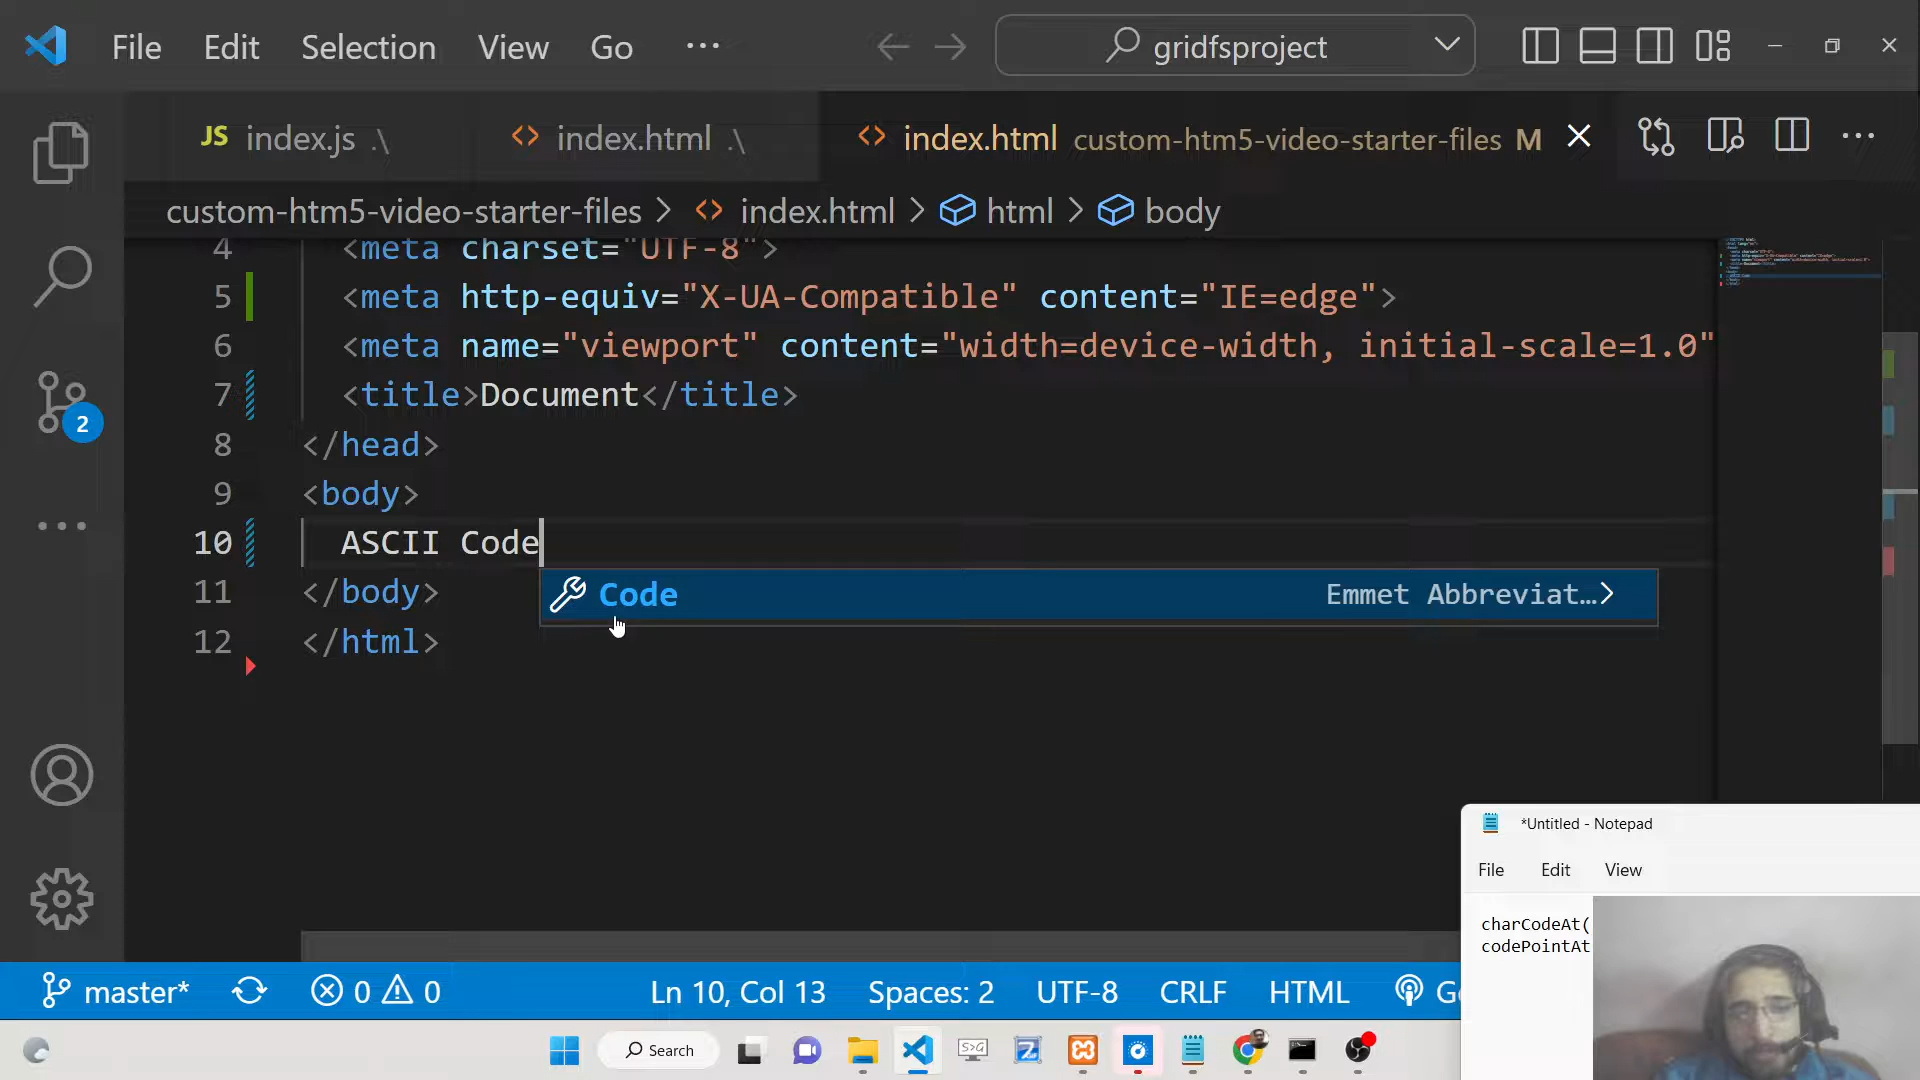 File Edit Selection View Go ··· gridfsproject
JS index.js .\ index.html .\ index.html custom-htm5-video-starter-files M
custom-htm5-video-starter-files > index.html > html > body
4 <meta charset="UTF-8">
5 <meta http-equiv="X-UA-Compatible" content="IE=edge">
6 <meta name="viewport" content="width=device-width, initial-scale=1.0"
7 <title>Document</title>
8 </head>
9 <body>
10 ASCII Code
Code Emmet Abbreviat...>
11 </body>
12 </html>
2
*Untitled - Notepad
File Edit View
charCodeAt(
codePointAt
master* 0 0 Ln 10, Col 13 Spaces: 2 UTF-8 CRLF HTML
Search